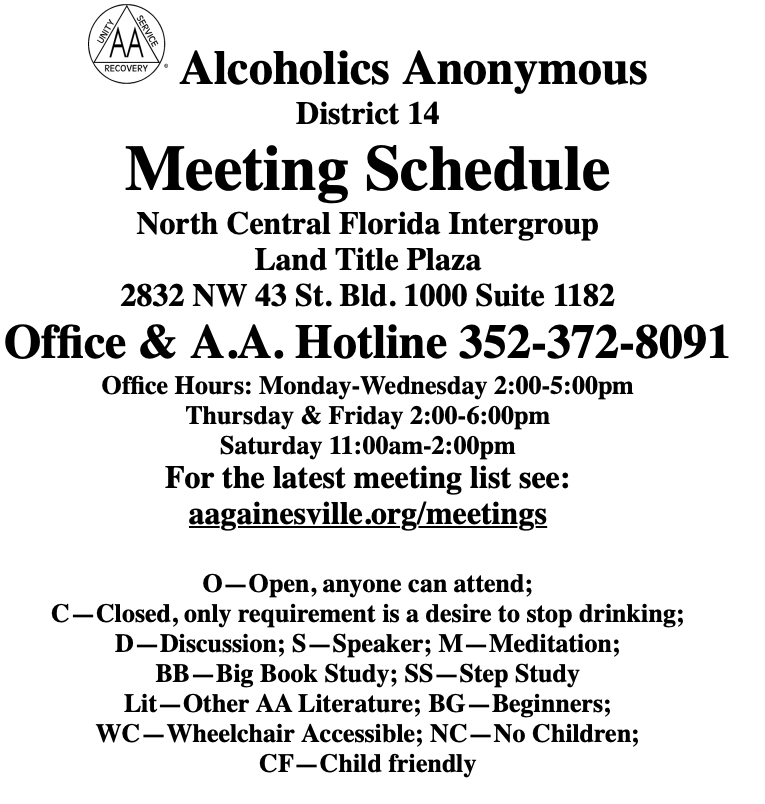 UNITY
SERVICE
AA
RECOVERY
®
Alcoholics Anonymous
District 14
Meeting Schedule
North Central Florida Intergroup
Land Title Plaza
2832 NW 43 St. Bld. 1000 Suite 1182
Office & A.A. Hotline 352-372-8091
Office Hours: Monday-Wednesday 2:00-5:00pm
Thursday & Friday 2:00-6:00pm
Saturday 11:00am-2:00pm
For the latest meeting list see:
aagainesville.org/meetings
O—Open, anyone can attend;
C—Closed, only requirement is a desire to stop drinking;
D—Discussion; S—Speaker; M—Meditation;
BB—Big Book Study; SS—Step Study
Lit—Other AA Literature; BG—Beginners;
WC—Wheelchair Accessible; NC—No Children;
CF—Child friendly